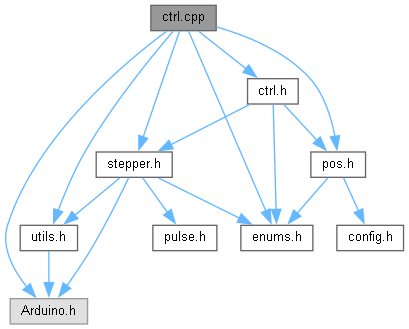 ctrl.cpp
ctrl.h
stepper.h
pos.h
utils.h
pulse.h
enums.h
config.h
Arduino.h